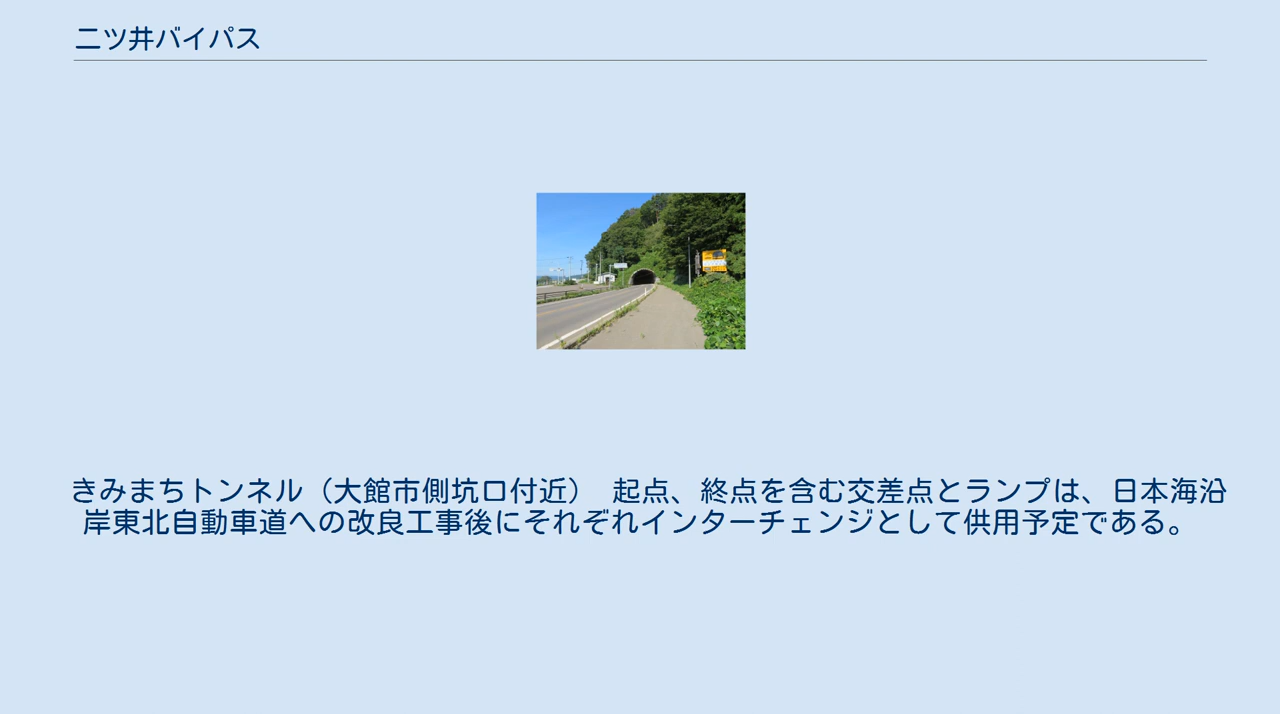 二ツ井バイパス
きみまちトンネル（大館市側坑口付近） 起点、終点を含む交差点とランプは、日本海沿
岸東北自動車道への改良工事後にそれぞれインターチェンジとして供用予定である。